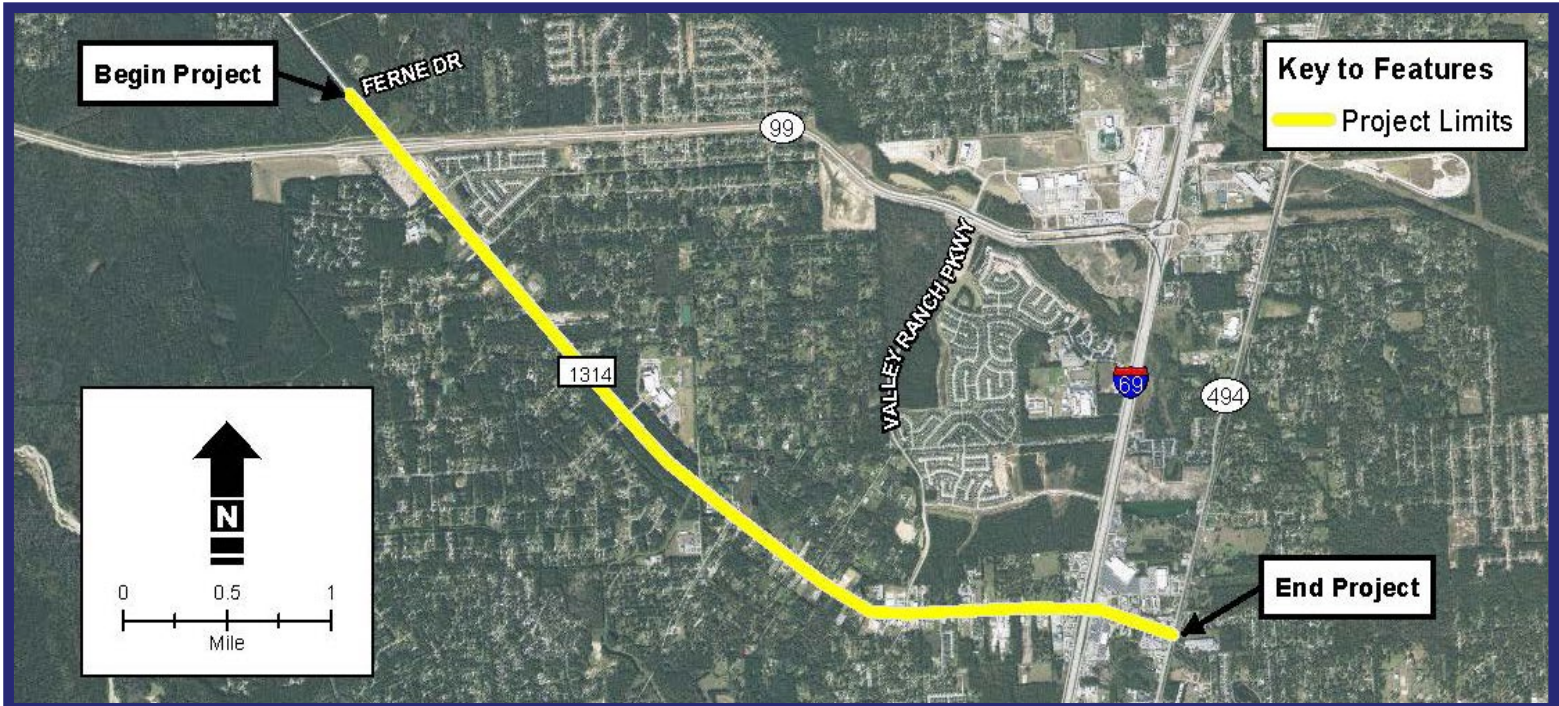 Begin Project
FERNE DR
Key to Features
Project Limits
99
VALLEY RANCH PKWY
1314
69
494
N
0 0.5 1
Mile
End Project